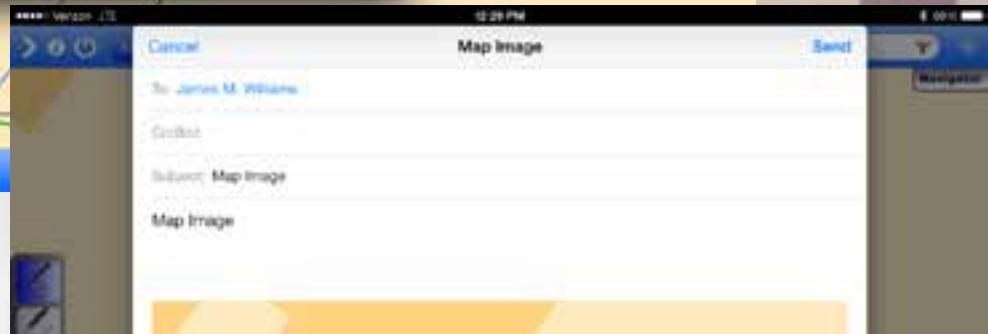 Verizon LTE 12:29 PM
Cancel Map Image Send
To: James M. Williams
Cc/Bcc:
Subject: Map Image
Map Image
Navigator